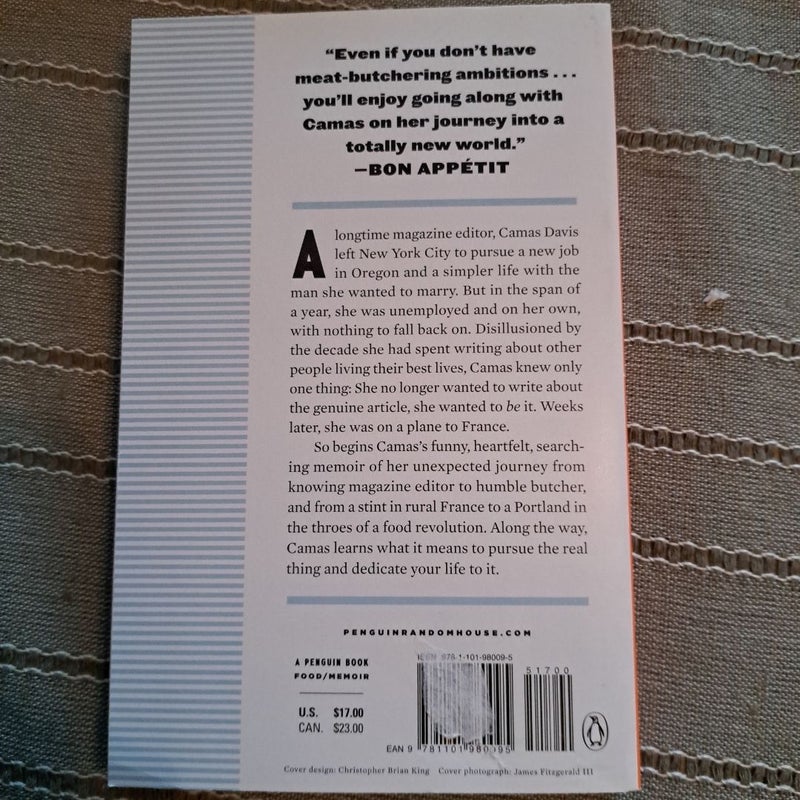 “Even if you don’t have
meat-butchering ambitions . . .
you’ll enjoy going along with
Camas on her journey into a
totally new world.”
—BON APPÉTIT
A longtime magazine editor, Camas Davis
left New York City to pursue a new job
in Oregon and a simpler life with the
man she wanted to marry. But in the span of
a year, she was unemployed and on her own,
with nothing to fall back on. Disillusioned by
the decade she had spent writing about other
people living their best lives, Camas knew only
one thing: She no longer wanted to write about
the genuine article, she wanted to be it. Weeks
later, she was on a plane to France.
So begins Camas’s funny, heartfelt, search-
ing memoir of her unexpected journey from
knowing magazine editor to humble butcher,
and from a stint in rural France to a Portland in
the throes of a food revolution. Along the way,
Camas learns what it means to pursue the real
thing and dedicate your life to it.
PENGUINRANDOMHOUSE.COM
A PENGUIN BOOK
FOOD/MEMOIR
U.S. $17.00
CAN. $23.00
ISBN 978-1-101-98009-5
51700
EAN 9 781101 980095
Cover design: Christopher Brian King Cover photograph: James Fitzgerald III